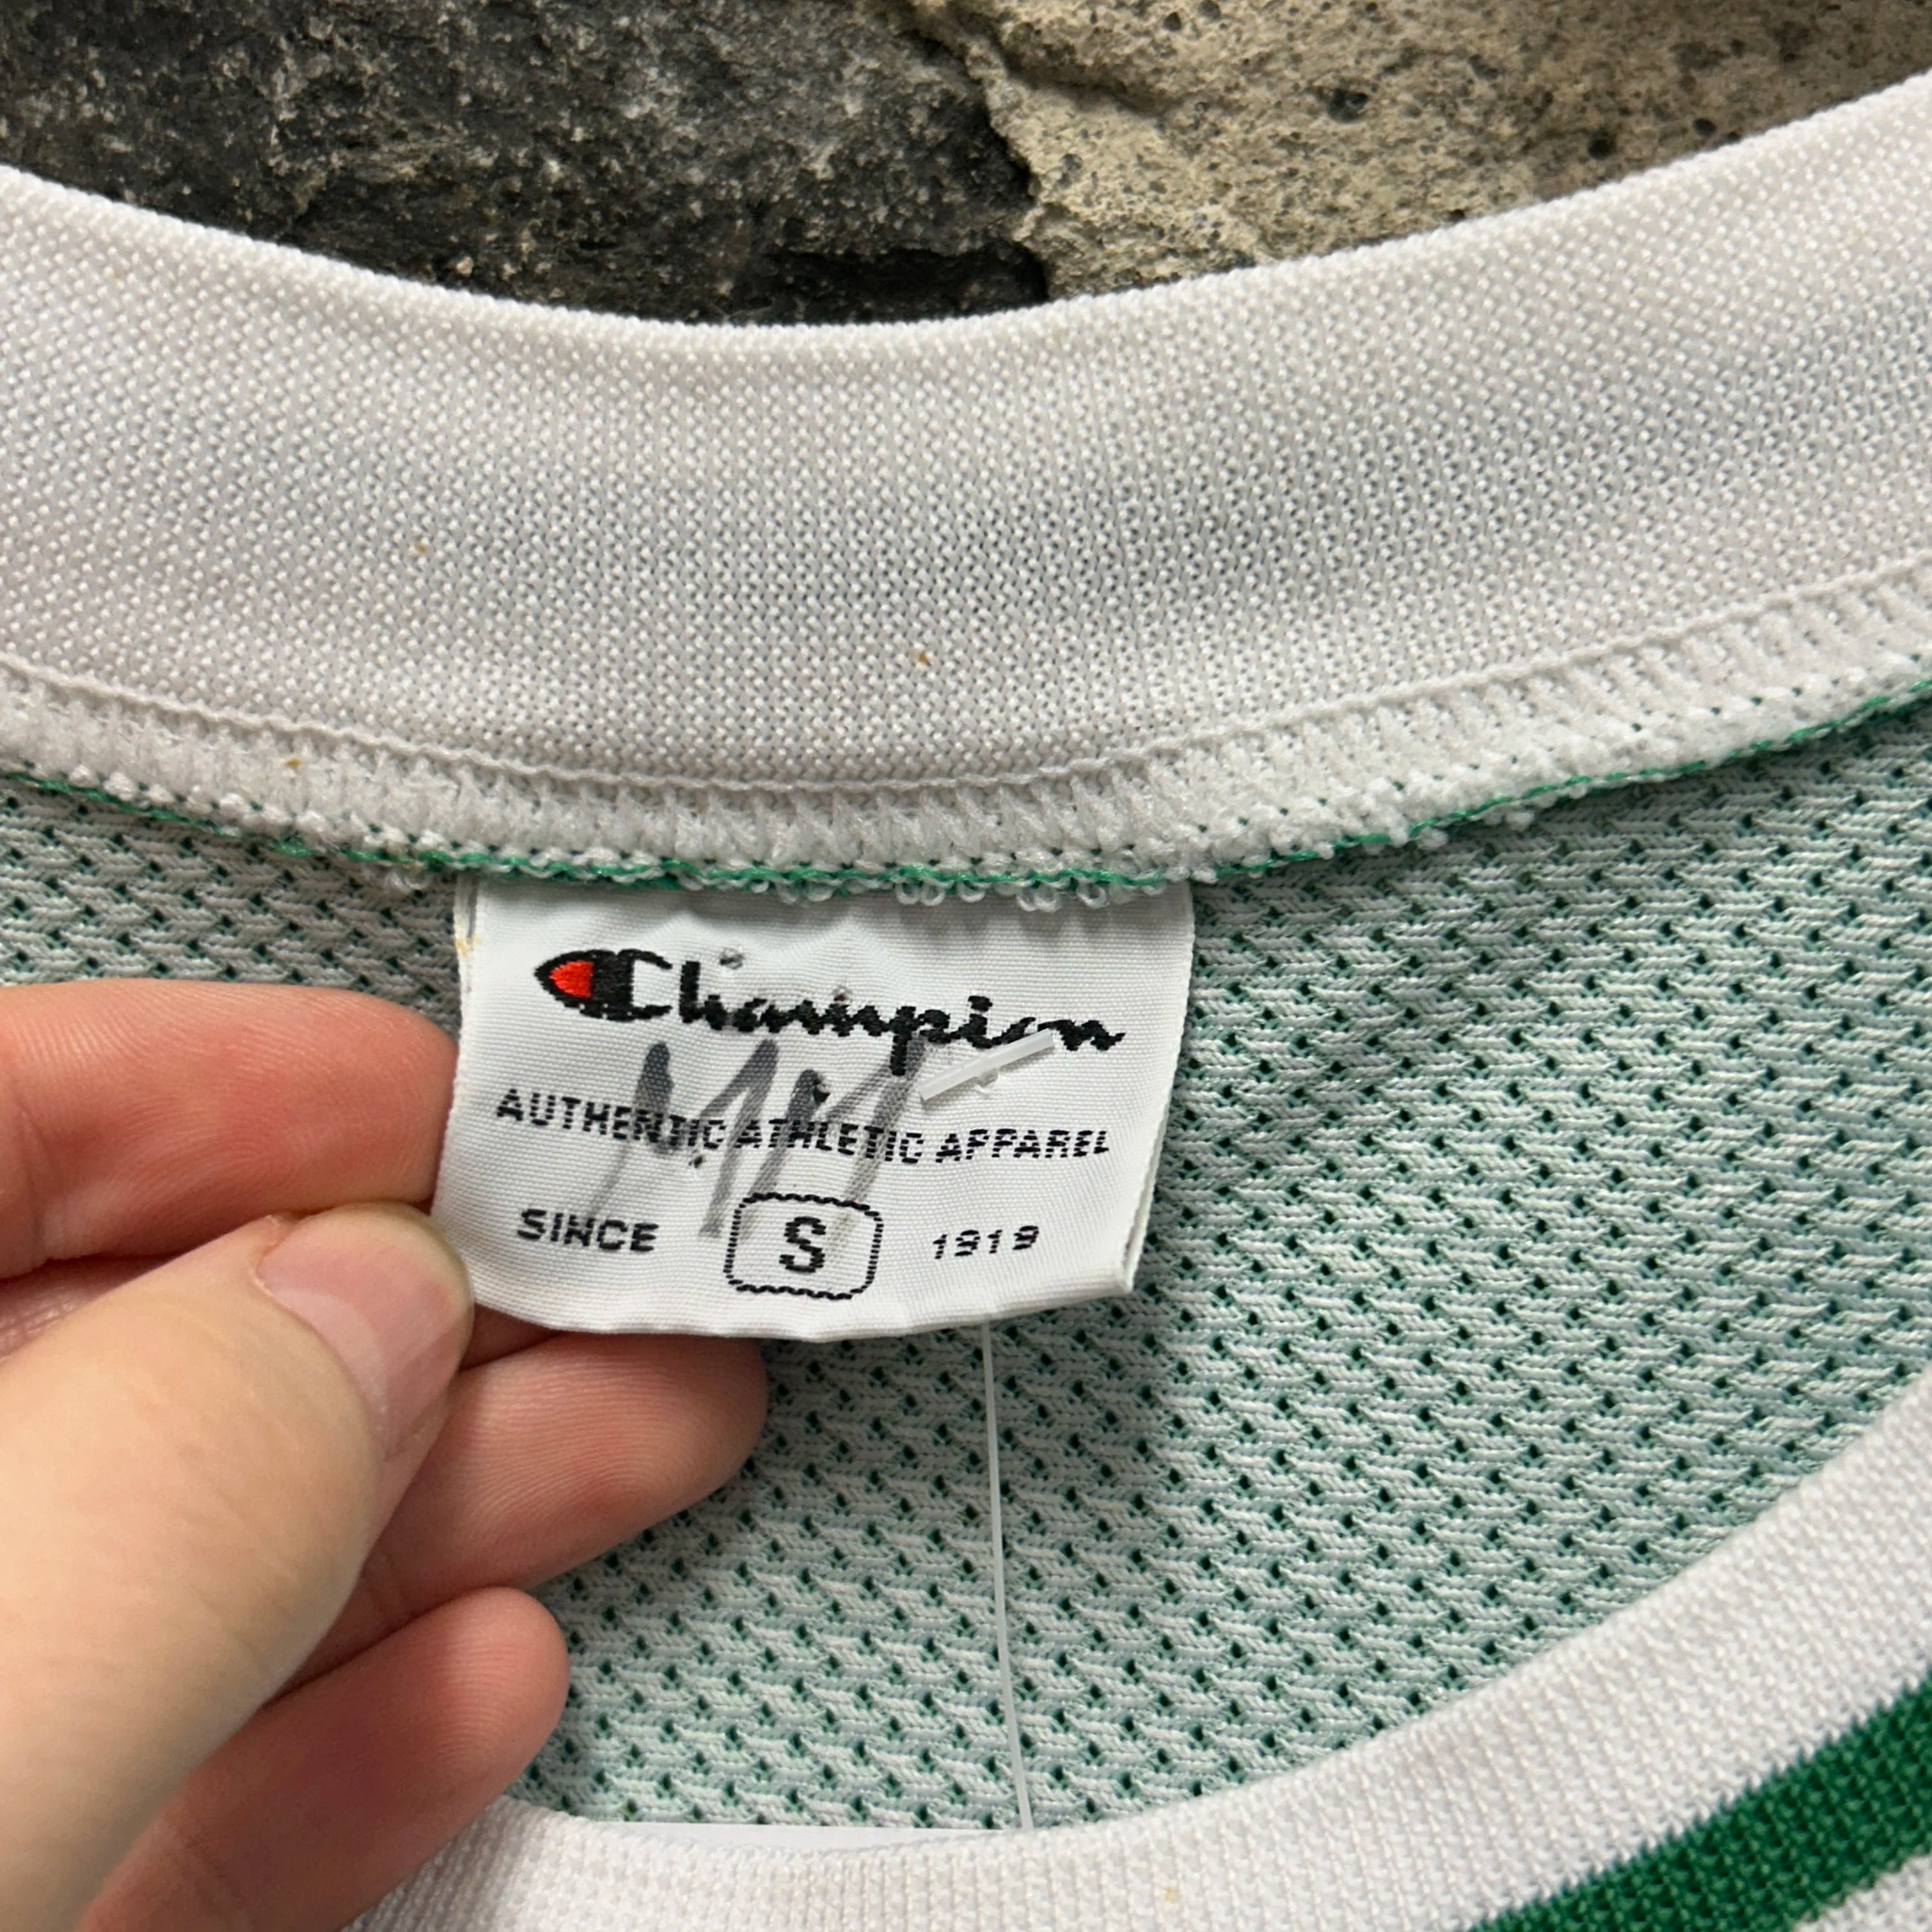 Champion
AUTHENTIC ATHLETIC APPAREL
SINCE S 1919